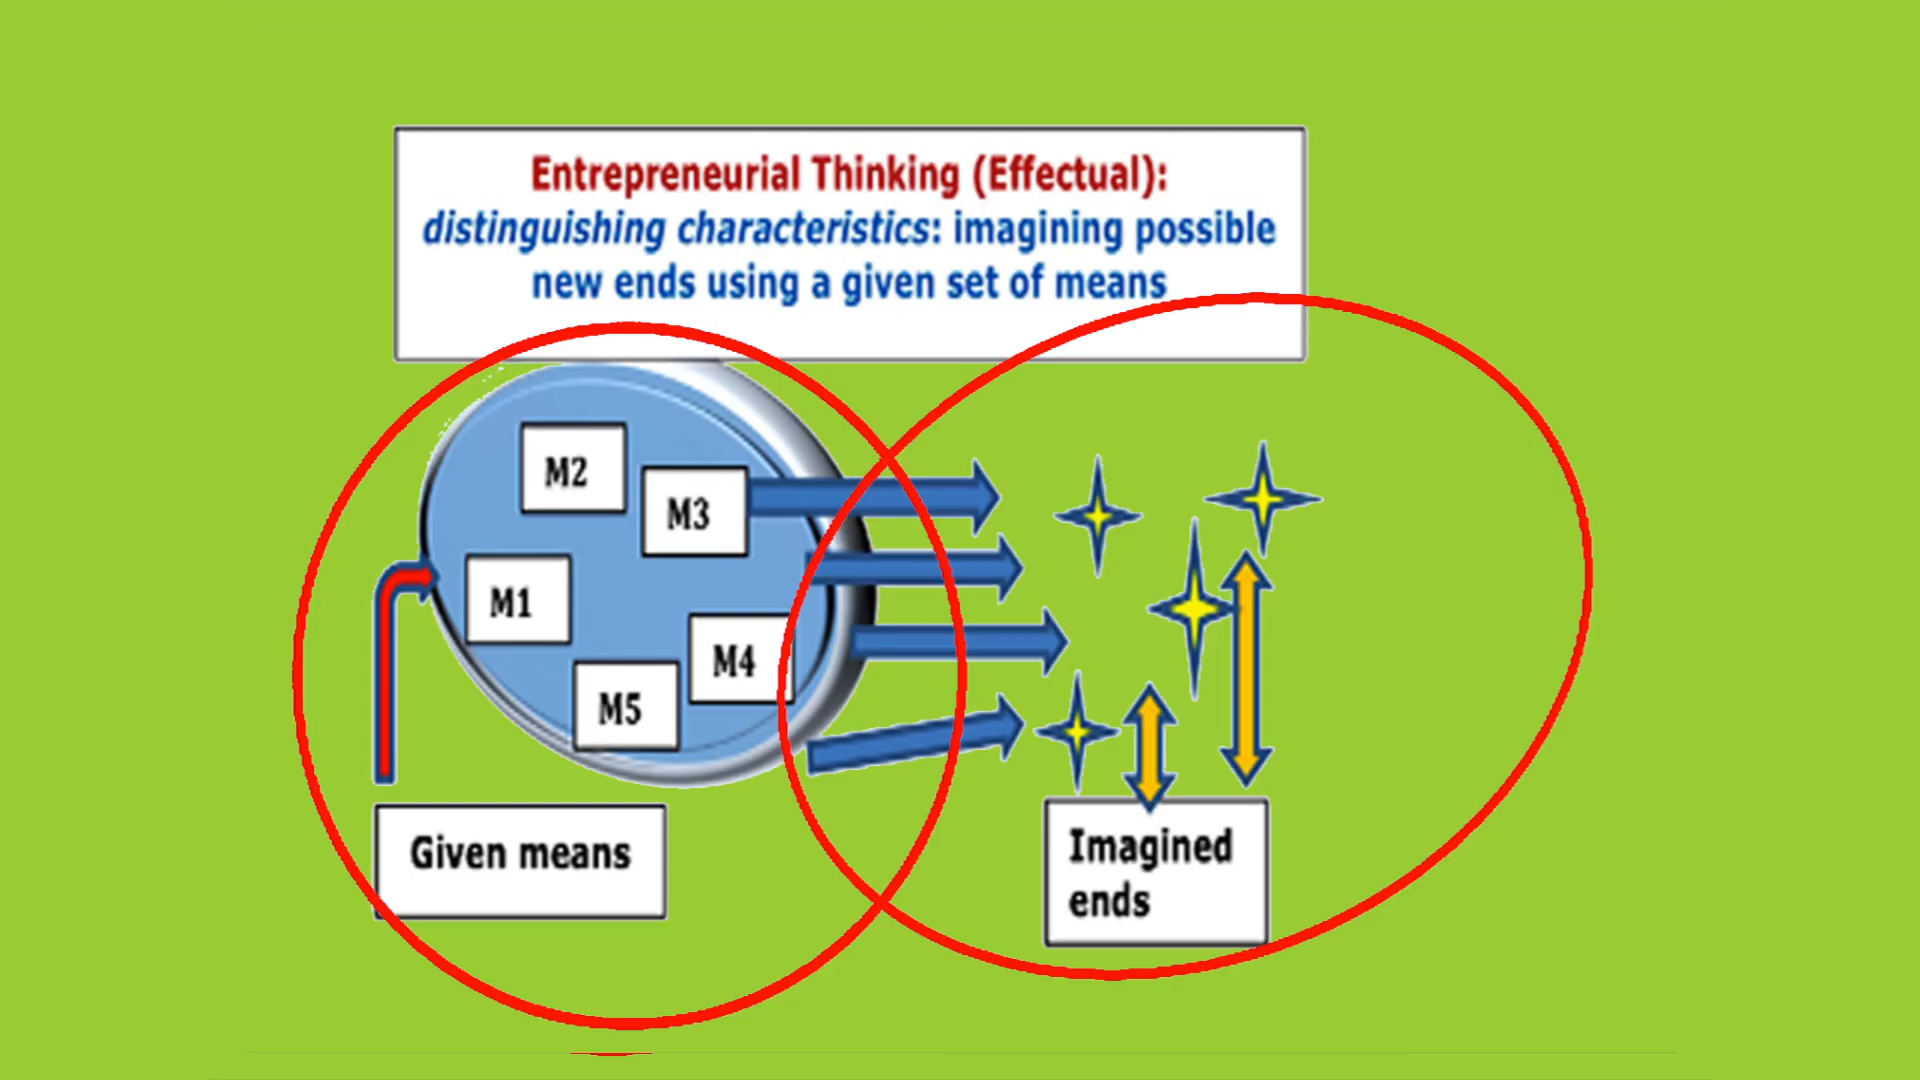 Entrepreneurial Thinking (Effectual):
distinguishing characteristics: imagining possible
new ends using a given set of means
M2
M3
M1
M4
M5
Given means
Imagined
ends